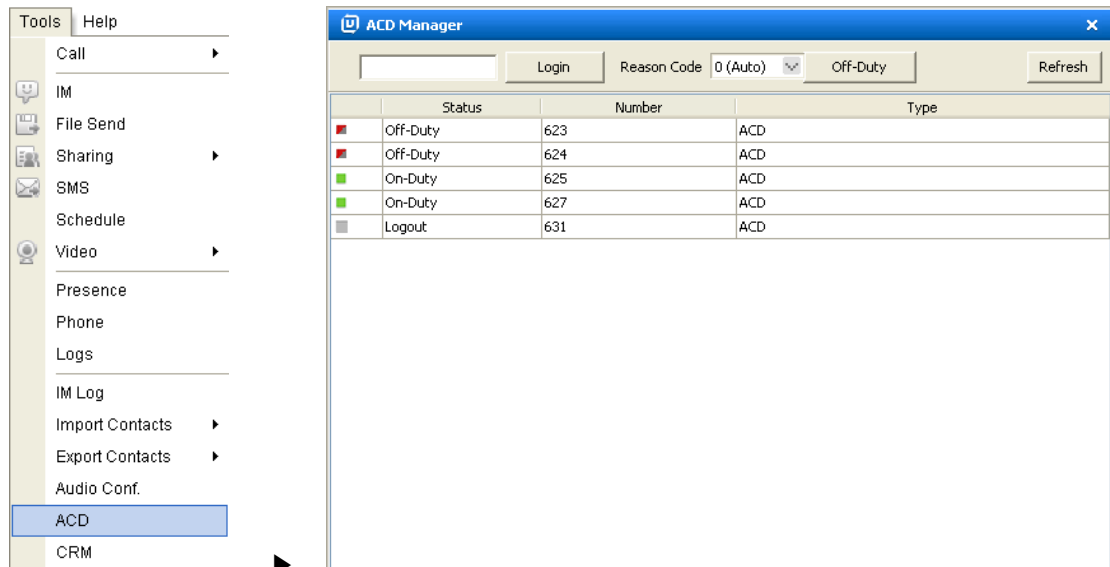 Tools Help
Call
IM
File Send
Sharing
SMS
Schedule
Video
Presence
Phone
Logs
IM Log
Import Contacts
Export Contacts
Audio Conf.
ACD
CRM
ACD Manager
Login Reason Code 0 (Auto) Off-Duty Refresh
Status Number Type
Off-Duty 623 ACD
Off-Duty 624 ACD
On-Duty 625 ACD
On-Duty 627 ACD
Logout 631 ACD